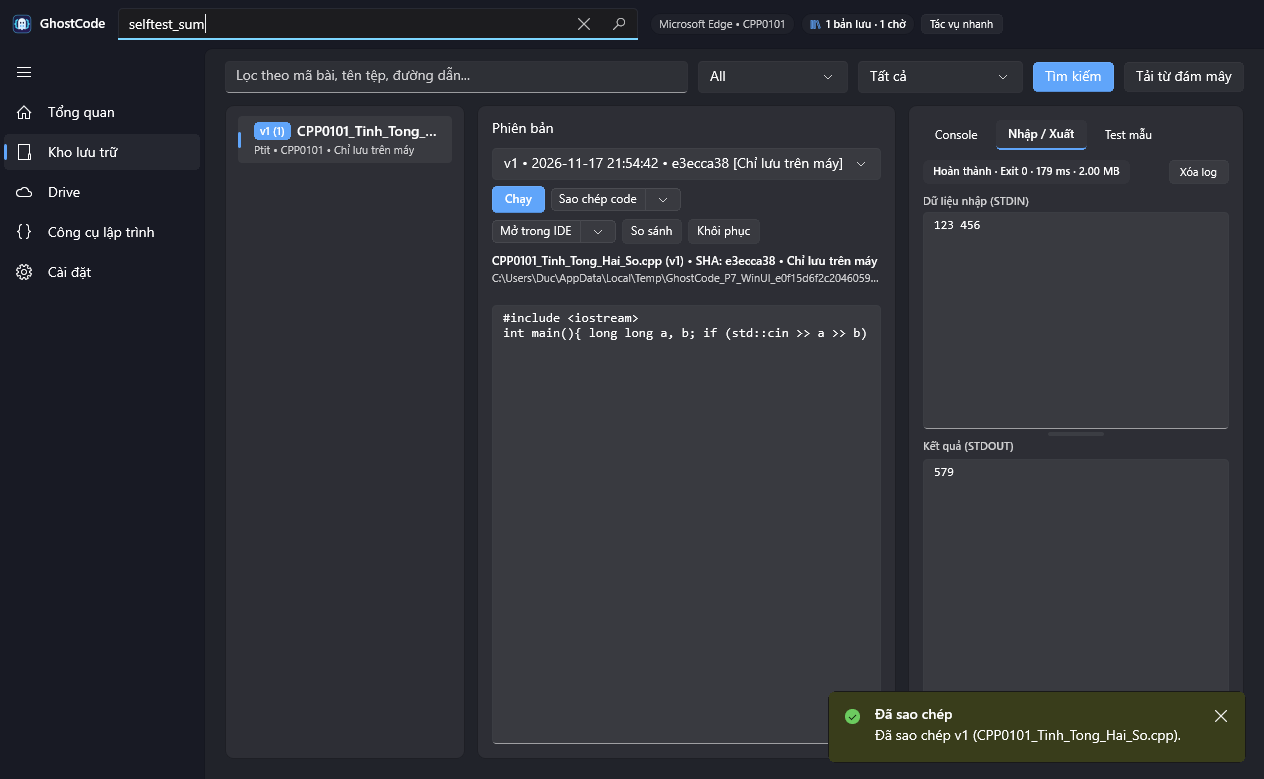 GhostCode
selftest_sum
Microsoft Edge • CPP0101
1 bản lưu · 1 chờ
Tác vụ nhanh
Tổng quan
Kho lưu trữ
Drive
Công cụ lập trình
Cài đặt
Lọc theo mã bài, tên tệp, đường dẫn...
All
Tất cả
Tìm kiếm
Tải từ đám mây
v1 (1) CPP0101_Tinh_Tong_...
Ptit • CPP0101 • Chỉ lưu trên máy
Phiên bản
v1 • 2026-11-17 21:54:42 • e3ecca38 [Chỉ lưu trên máy]
Chạy
Sao chép code
Mở trong IDE
So sánh
Khôi phục
CPP0101_Tinh_Tong_Hai_So.cpp (v1) • SHA: e3ecca38 • Chỉ lưu trên máy
C:\Users\Duc\AppData\Local\Temp\GhostCode_P7_WinUI_e0f15d6f2c2046059...
#include <iostream>
int main(){ long long a, b; if (std::cin >> a >> b)
Console
Nhập / Xuất
Test mẫu
Hoàn thành · Exit 0 · 179 ms · 2.00 MB
Xóa log
Dữ liệu nhập (STDIN)
123 456
Kết quả (STDOUT)
579
Đã sao chép
Đã sao chép v1 (CPP0101_Tinh_Tong_Hai_So.cpp).